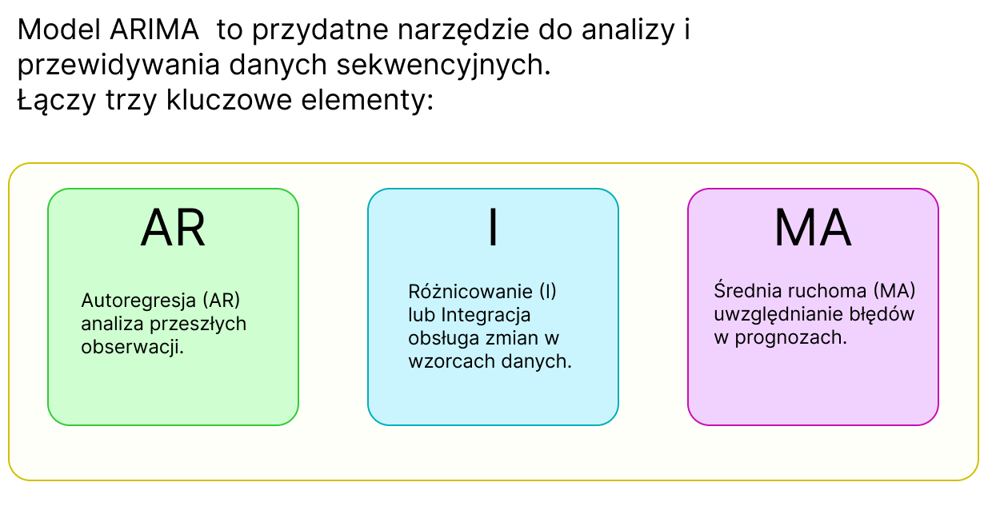 Model ARIMA  to przydatne narzędzie do analizy i
przewidywania danych sekwencyjnych.
Łączy trzy kluczowe elementy:
AR
Autoregresja (AR)
analiza przeszłych
obserwacji.
I
Różnicowanie (I)
lub Integracja
obsługa zmian w
wzorcach danych.
MA
Średnia ruchoma (MA)
uwzględnianie błędów
w prognozach.